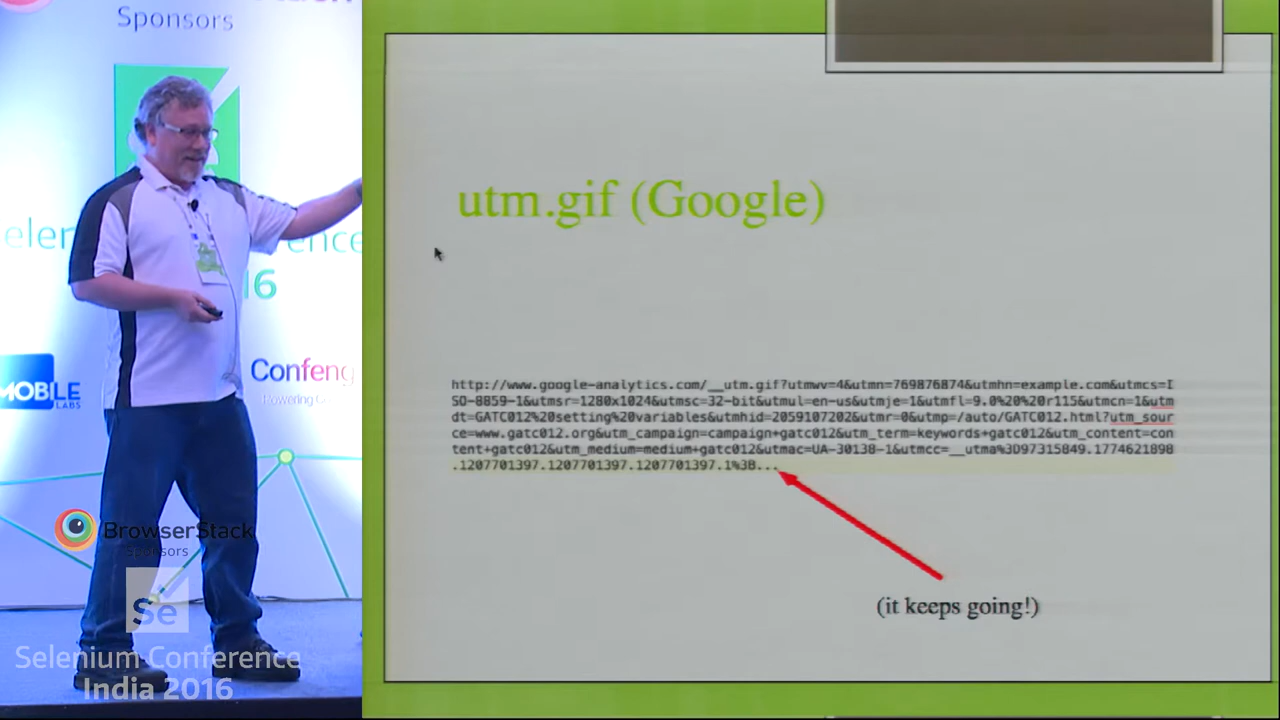 Sponsors
2016
MOBILE
LABS
Confeng
BrowserStack
Sponsors
Se
Selenium Conference
India 2016
utm.gif (Google)
http://www.google-analytics.com/__utm.gif?utmwv=4&utmn=769876874&utmhn=example.com&utmcs=I
SO-8859-1&utmsr=1280x1024&utmsc=32-bit&utmul=en-us&utmje=1&utmfl=9.0%20%20r115&utmcn=1&utm
dt=GATC012%20setting%20variables&utmhid=2059107202&utmr=0&utmp=/auto/GATC012.html?utm_sour
ce=www.gatc012.org&utm_campaign=campaign+gatc012&utm_term=keywords+gatc012&utm_content=con
tent+gatc012&utm_medium=medium+gatc012&utmac=UA-30138-1&utmcc=__utma%3D97315849.1774621898
.1207701397.1207701397.1207701397.1%3B...
(it keeps going!)